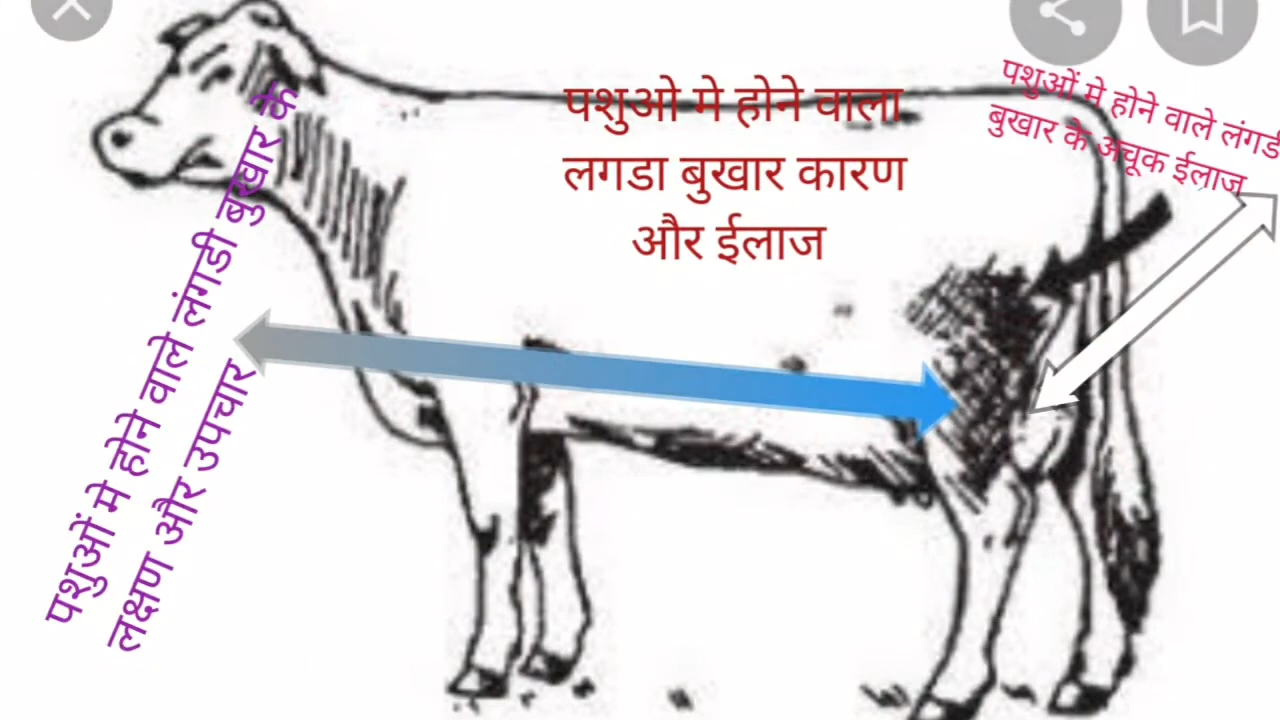 पशुओ मे होने वाला
लगडा बुखार कारण
और ईलाज
पशुओं मे होने वाले लंगडी
बुखार के अचूक ईलाज
पशुओं मे होने वाले लंगडी बुखार के
लक्षण और उपचार